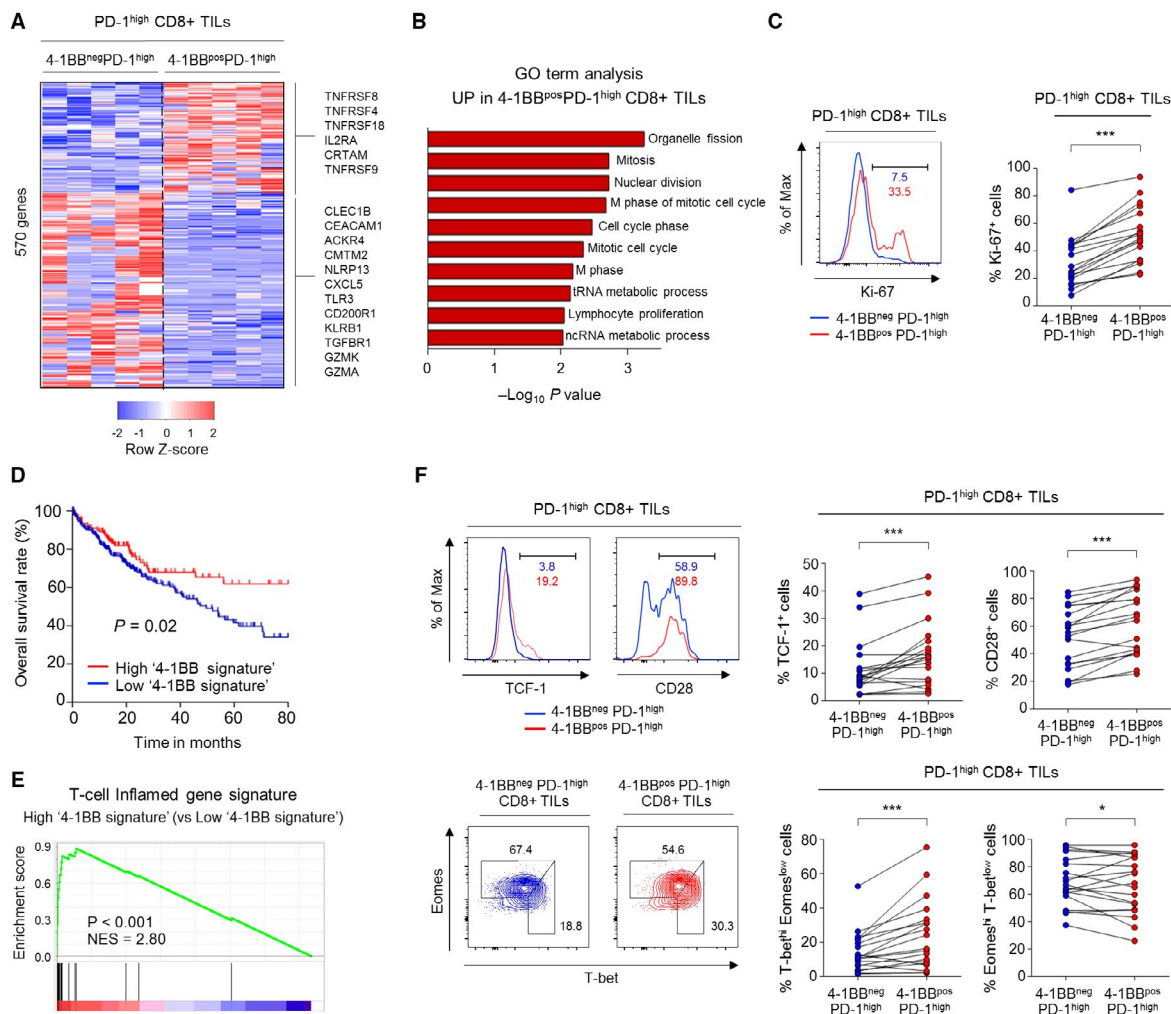 A
PD-1high CD8+ TILs
4-1BBnegPD-1high 4-1BBposPD-1high
570 genes
TNFRSF8
TNFRSF4
TNFRSF18
IL2RA
CRTAM
TNFRSF9
CLEC1B
CEACAM1
ACKR4
CMTM2
NLRP13
CXCL5
TLR3
CD200R1
KLRB1
TGFBR1
GZMK
GZMA
-2 -1 0 1 2
Row Z-score
B
GO term analysis
UP in 4-1BBposPD-1high CD8+ TILs
Organelle fission
Mitosis
Nuclear division
M phase of mitotic cell cycle
Cell cycle phase
Mitotic cell cycle
M phase
tRNA metabolic process
Lymphocyte proliferation
ncRNA metabolic process
0 1 2 3
–Log10 P value
C
PD-1high CD8+ TILs
% of Max
7.5
33.5
Ki-67
4-1BBneg PD-1high
4-1BBpos PD-1high
PD-1high CD8+ TILs
***
% Ki-67+ cells
100
80
60
40
20
0
4-1BBneg 4-1BBpos
PD-1high PD-1high
D
Overall survival rate (%)
100
80
60
40
20
0
P = 0.02
High '4-1BB signature'
Low '4-1BB signature'
0 20 40 60 80
Time in months
E
T-cell Inflamed gene signature
High '4-1BB signature' (vs Low '4-1BB signature')
Enrichment score
0.9
0.6
0.3
0.0
P < 0.001
NES = 2.80
F
PD-1high CD8+ TILs
% of Max
3.8
19.2
TCF-1
58.9
89.8
CD28
4-1BBneg PD-1high
4-1BBpos PD-1high
PD-1high CD8+ TILs
***
% TCF-1+ cells
50
40
30
20
10
0
4-1BBneg 4-1BBpos
PD-1high PD-1high
***
% CD28+ cells
100
80
60
40
20
0
4-1BBneg 4-1BBpos
PD-1high PD-1high
4-1BBneg PD-1high
CD8+ TILs
4-1BBpos PD-1high
CD8+ TILs
Eomes
67.4
18.8
54.6
30.3
T-bet
PD-1high CD8+ TILs
***
% T-bethi Eomeslow cells
100
80
60
40
20
0
4-1BBneg 4-1BBpos
PD-1high PD-1high
*
% Eomeshi T-betlow cells
100
80
60
40
20
0
4-1BBneg 4-1BBpos
PD-1high PD-1high